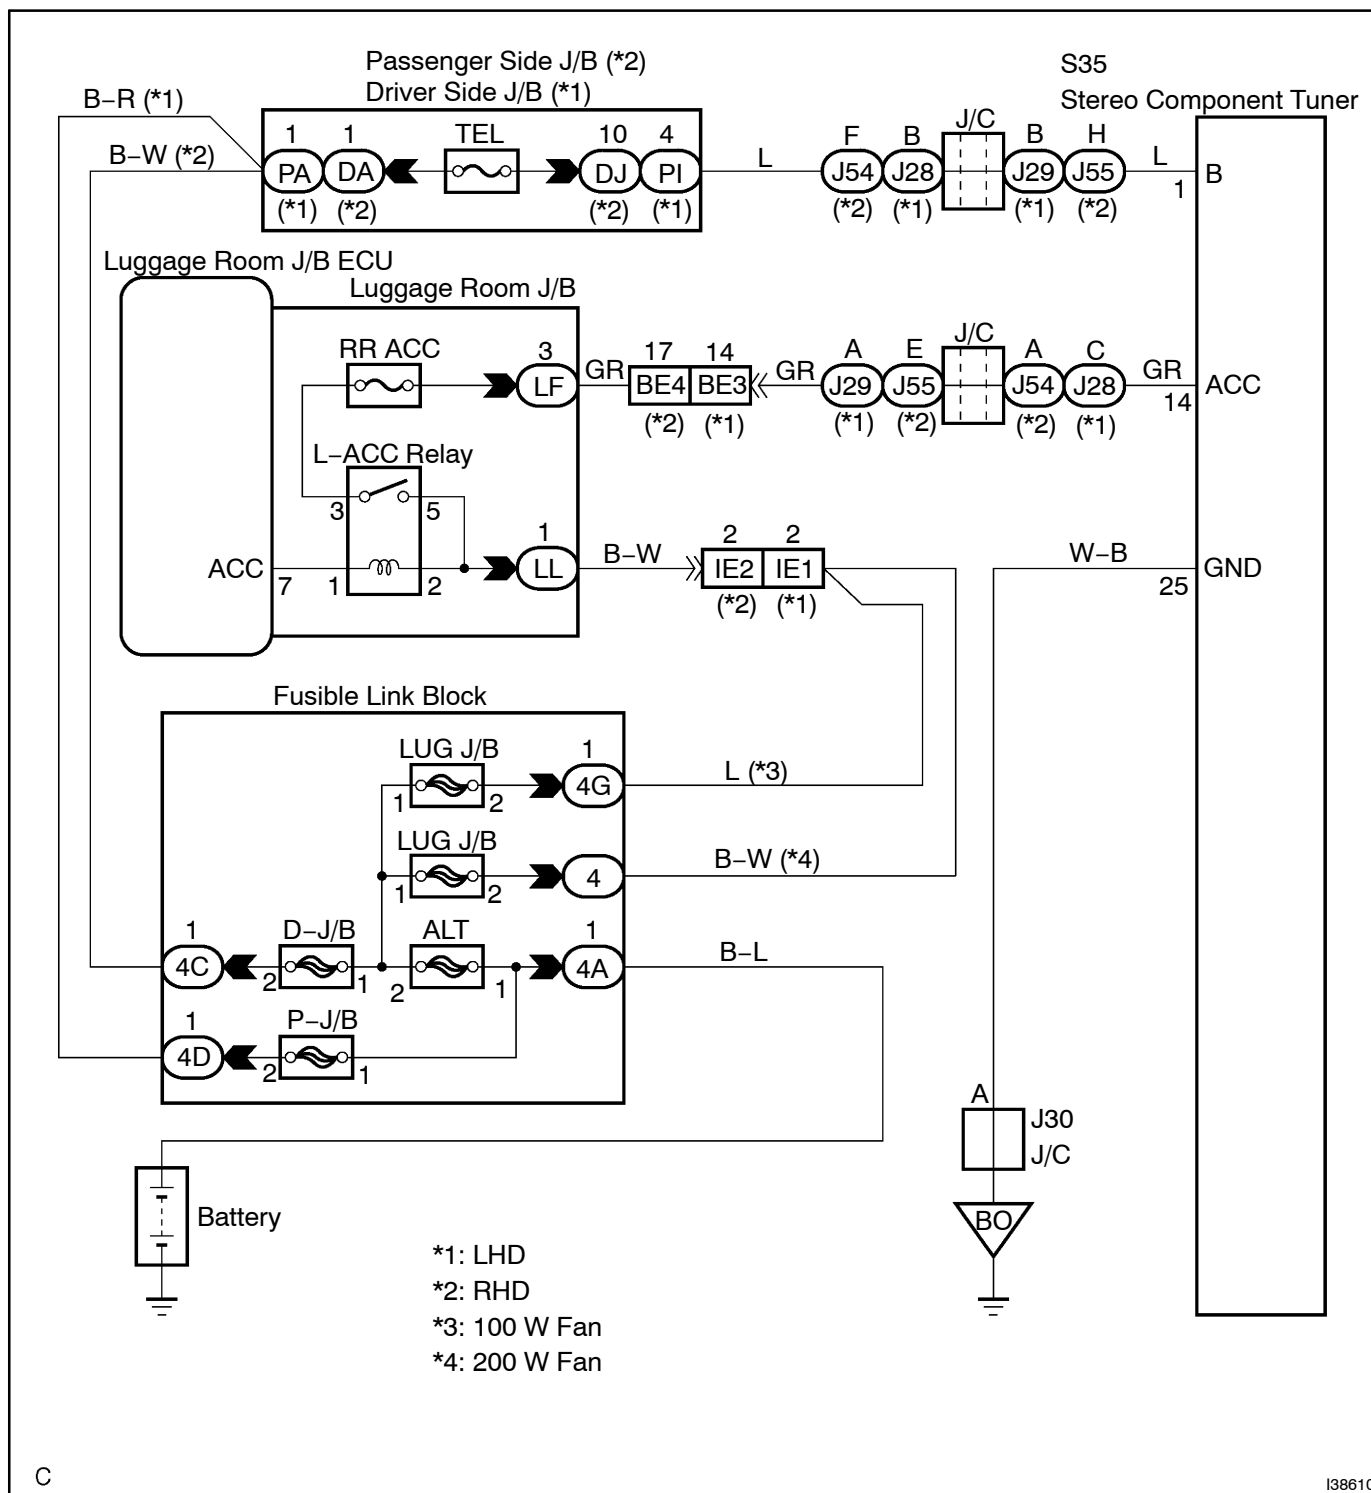 Passenger Side J/B (*2)
Driver Side J/B (*1)
S35
Stereo Component Tuner
B–R (*1)
B–W (*2)
1 1 TEL 10 4
PA DA DJ PI
(*1) (*2) (*2) (*1)
L
F B J/C B H
J54 J28 J29 J55
(*2) (*1) (*1) (*2)
L
1
B
Luggage Room J/B ECU
Luggage Room J/B
RR ACC
3
LF
GR
17 14
BE4 BE3
(*2) (*1)
GR
A E J/C A C
J29 J55 J54 J28
(*1) (*2) (*2) (*1)
GR
14
ACC
L–ACC Relay
3 5
ACC
7
1 2
1
LL
B–W
2 2
IE2 IE1
(*2) (*1)
W–B
25
GND
Fusible Link Block
LUG J/B
1 2
1
4G
L (*3)
LUG J/B
1 2
4
B–W (*4)
1
4C
D–J/B
2 1
ALT
2 1
1
4A
B–L
1
4D
P–J/B
2 1
A
J30
J/C
BO
Battery
*1: LHD
*2: RHD
*3: 100 W Fan
*4: 200 W Fan
C
I38610